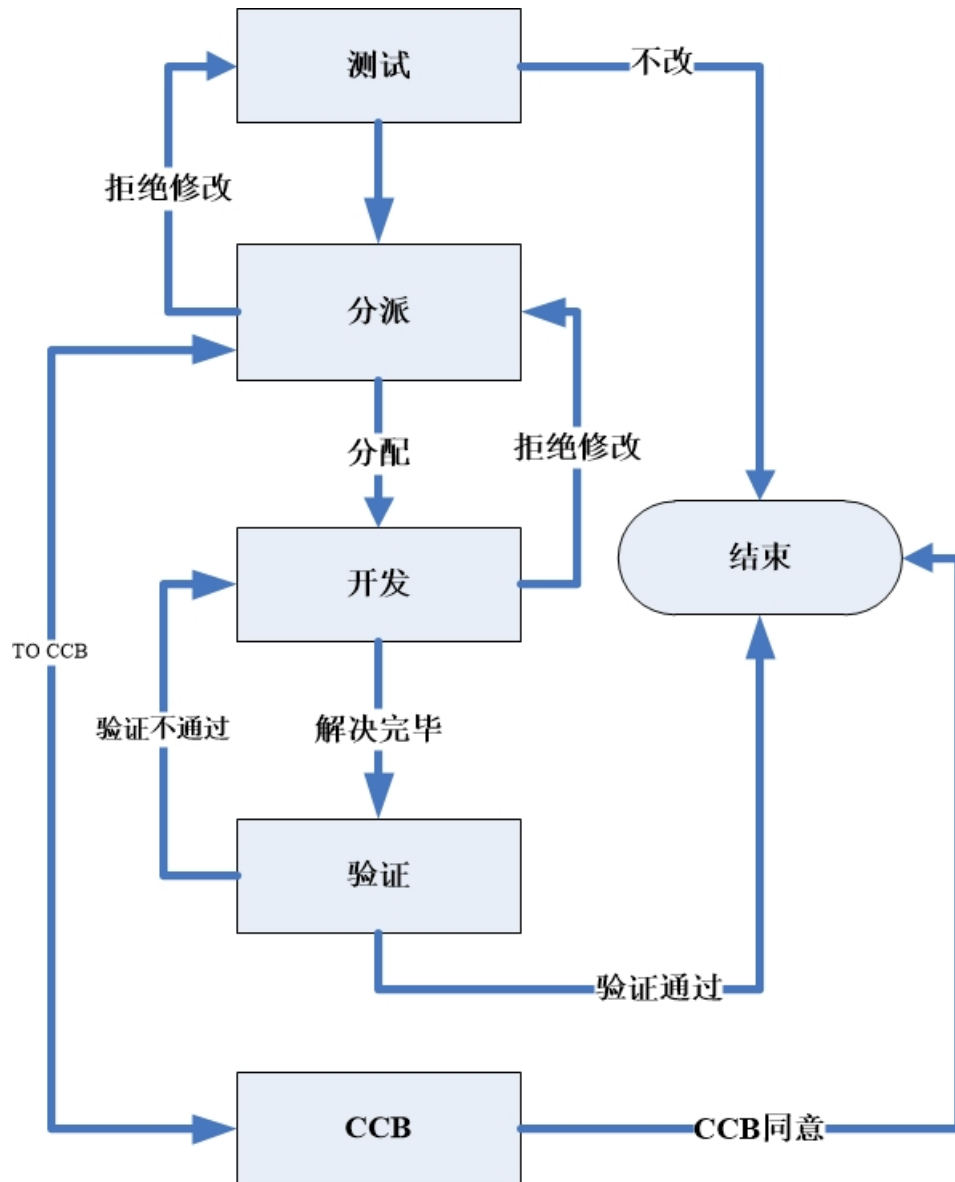 测试
不改
拒绝修改
分派
分配
拒绝修改
开发
结束
TO CCB
验证不通过
解决完毕
验证
验证通过
CCB
CCB同意